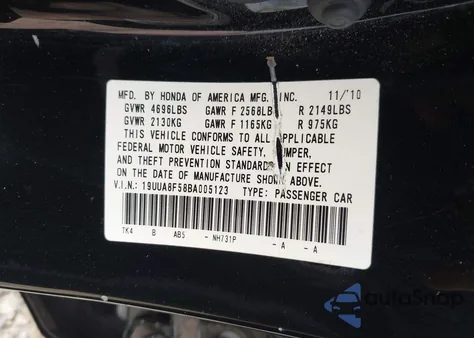 MFD. BY HONDA OF AMERICA MFG. INC. 11/'10
GVWR 4696LBS GAWR F 2568LB R 2149LBS
GVWR 2130KG GAWR F 1165KG R 975KG
THIS VEHICLE CONFORMS TO ALL APPLICABLE
FEDERAL MOTOR VEHICLE SAFETY, BUMPER,
AND THEFT PREVENTION STANDARDS IN EFFECT
ON THE DATE OF MANUFACTURE SHOWN ABOVE.
V.I.N.: 19UUA8F58BA005123 TYPE: PASSENGER CAR
TK4 B AB5 - NH731P - A - A
autoSnap